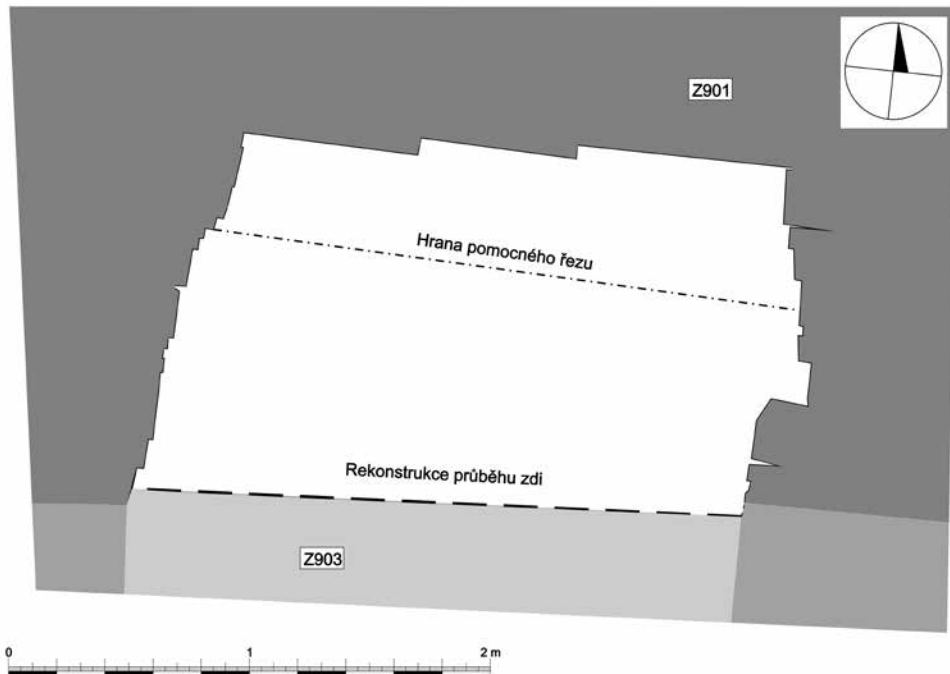 Z901
Hrana pomocného řezu
Rekonstrukce průběhu zdi
Z903
0 1 2 m